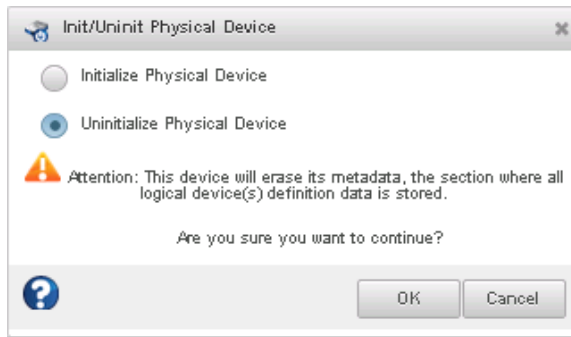 Init/Uninit Physical Device
Initialize Physical Device
Uninitialize Physical Device
Attention: This device will erase its metadata, the section where all
logical device(s) definition data is stored.
Are you sure you want to continue?
OK
Cancel